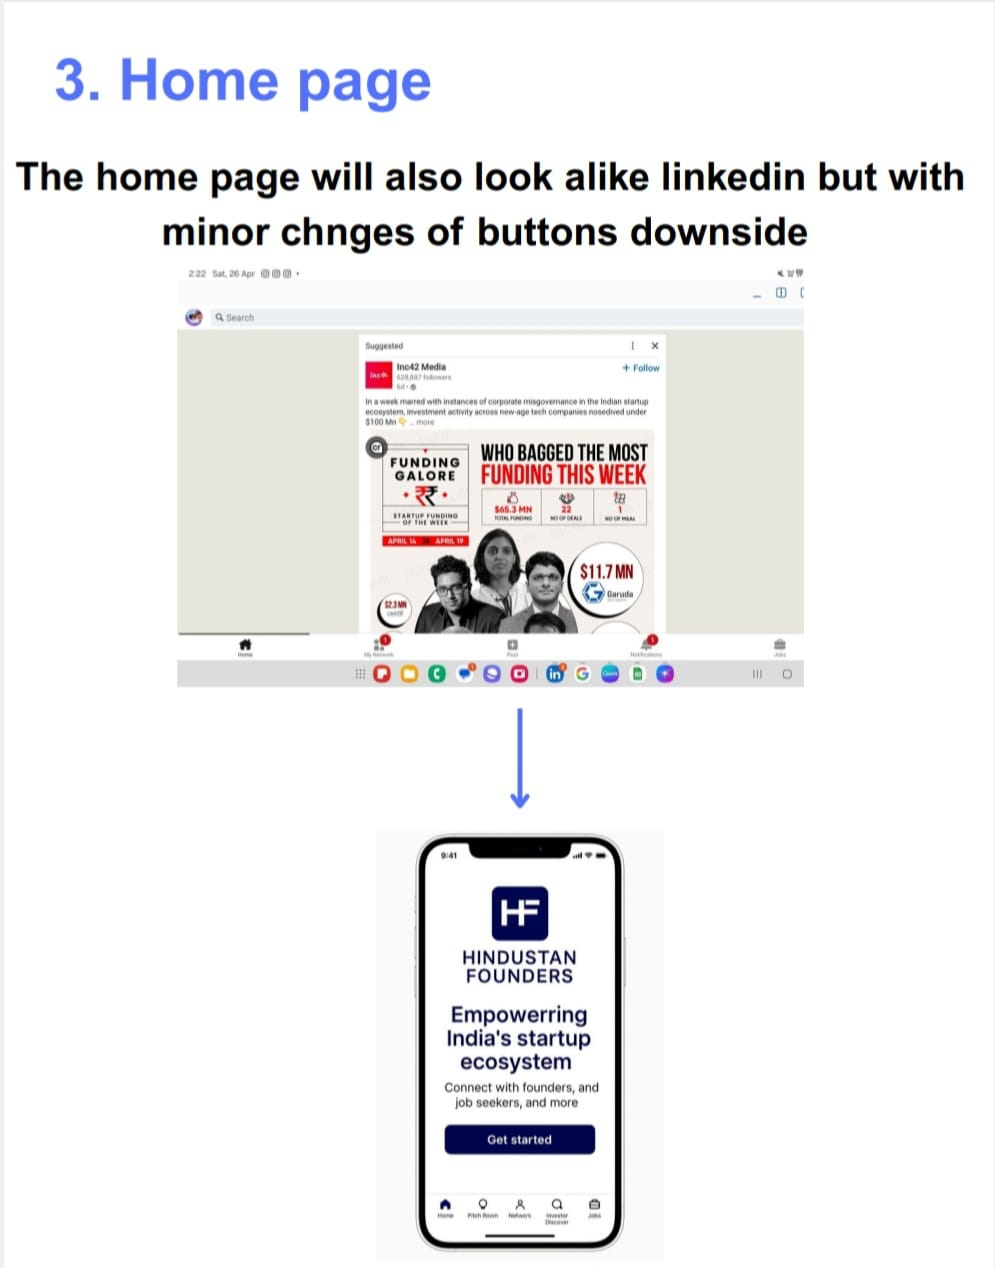 3. Home page
The home page will also look alike linkedin but with
minor chnges of buttons downside
2:22 Sat, 26 Apr
Search
Suggested
Inc42 Media
628,887 followers
6d
+ Follow
In a week marred with instances of corporate misgovernance in the Indian startup
ecosystem, investment activity across new-age tech companies nosedived under
$100 Mn 👇 ... more
Inc42
FUNDING
GALORE
STARTUP FUNDING
OF THE WEEK
APRIL 14 APRIL 19
WHO BAGGED THE MOST
FUNDING THIS WEEK
$65.3 MN
TOTAL FUNDING
22
NO OF DEALS
1
NO OF M&As
$11.7 MN
Garuda
$2.3 MN
Home
My Network
Post
Notifications
Jobs
9:41
HF
HINDUSTAN
FOUNDERS
Empowerring
India's startup
ecosystem
Connect with founders, and
job seekers, and more
Get started
Home
Pitch Room
Network
Investor
Discover
Jobs